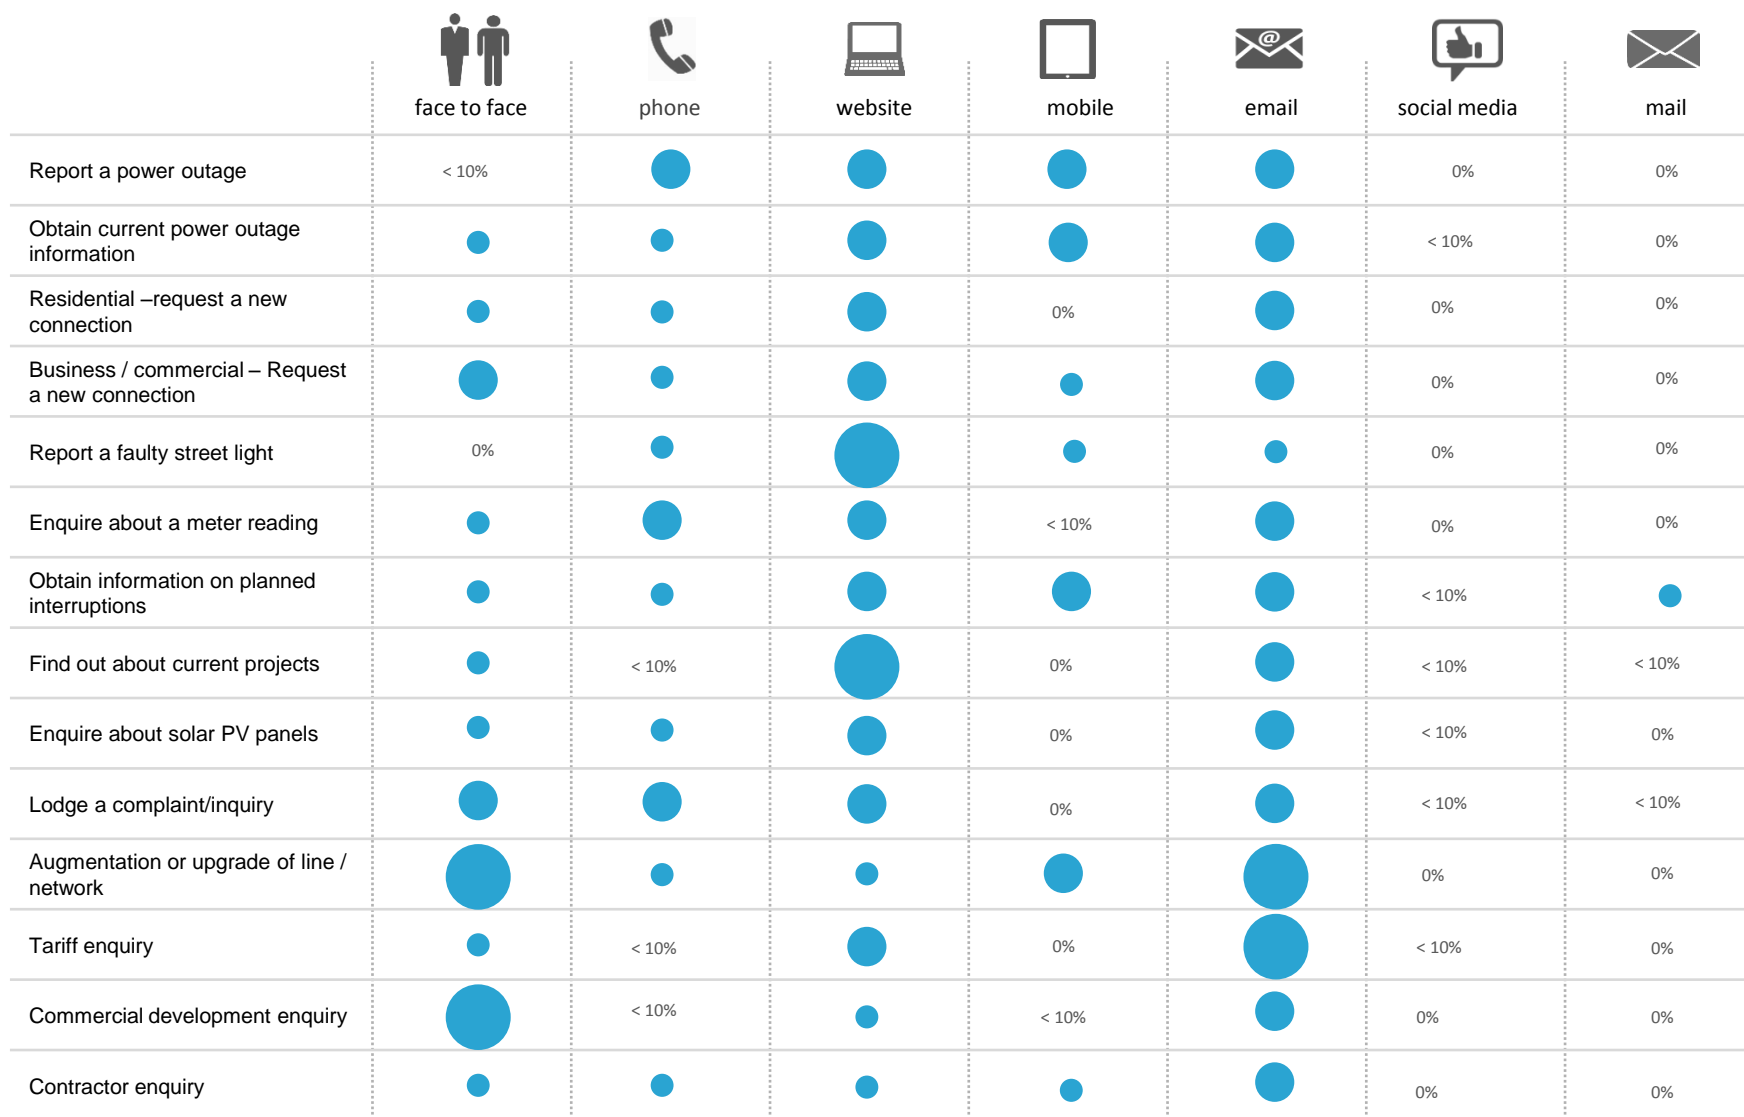 @
face to face phone website mobile email social media mail
Report a power outage < 10% 0% 0%
Obtain current power outage
information < 10% 0%
Residential –request a new
connection 0% 0% 0%
Business / commercial – Request
a new connection 0% 0%
Report a faulty street light 0% 0% 0%
Enquire about a meter reading < 10% 0% 0%
Obtain information on planned
interruptions < 10%
Find out about current projects < 10% 0% < 10% < 10%
Enquire about solar PV panels 0% < 10% 0%
Lodge a complaint/inquiry 0% < 10% < 10%
Augmentation or upgrade of line /
network 0% 0%
Tariff enquiry < 10% 0% < 10% 0%
Commercial development enquiry < 10% < 10% 0% 0%
Contractor enquiry 0% 0%